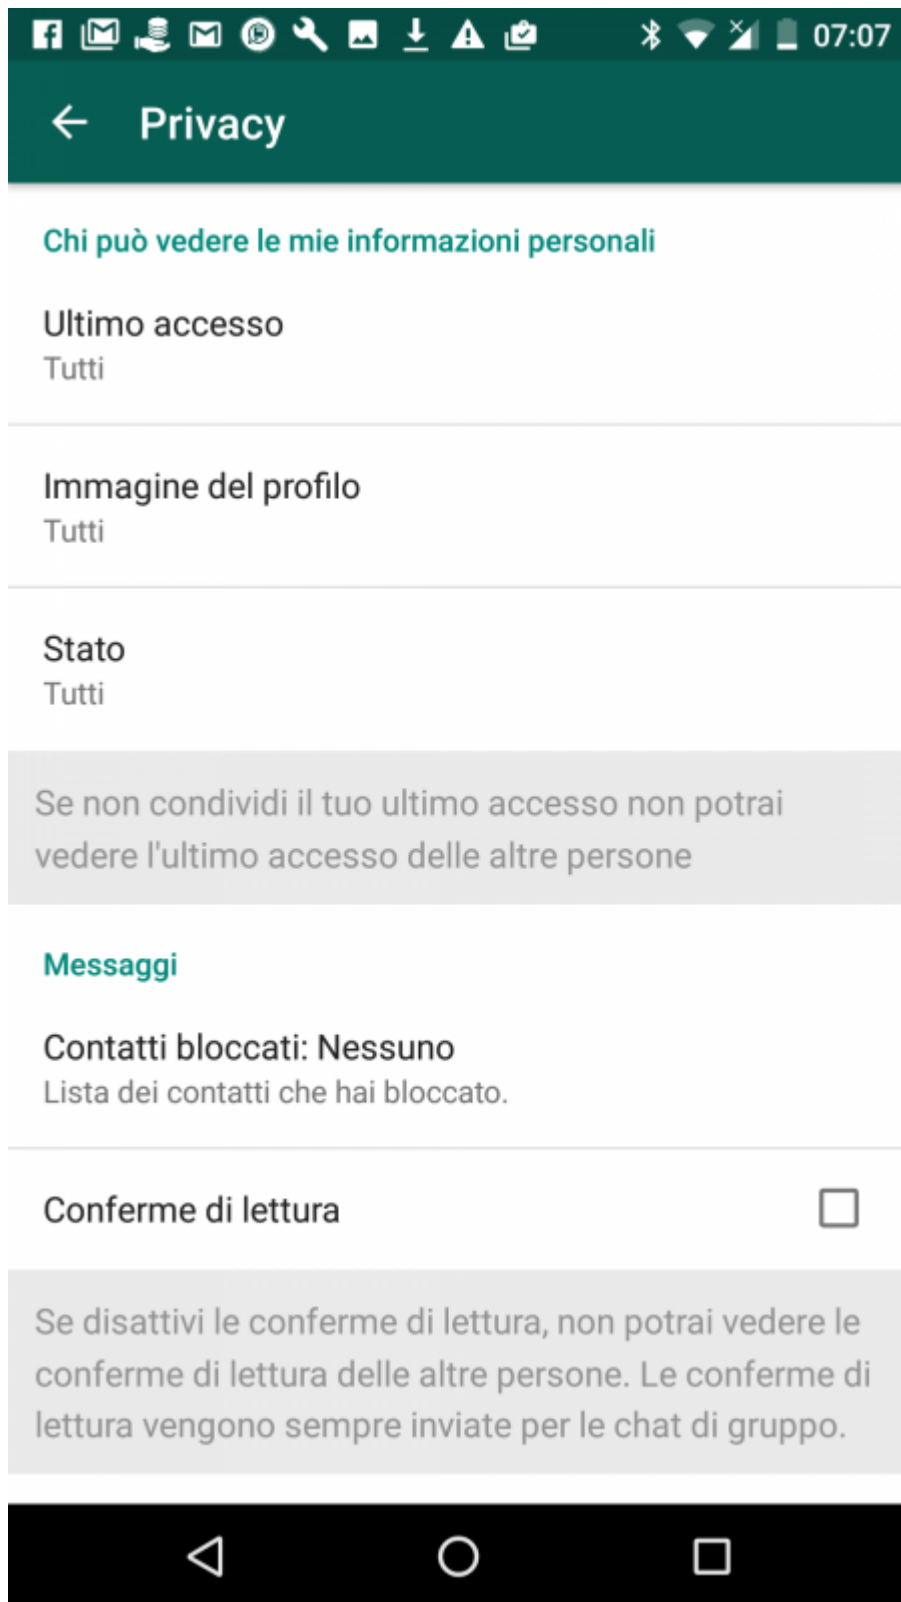 07:07
Privacy
Chi può vedere le mie informazioni personali
Ultimo accesso
Tutti
Immagine del profilo
Tutti
Stato
Tutti
Se non condividi il tuo ultimo accesso non potrai
vedere l'ultimo accesso delle altre persone
Messaggi
Contatti bloccati: Nessuno
Lista dei contatti che hai bloccato.
Conferme di lettura
Se disattivi le conferme di lettura, non potrai vedere le
conferme di lettura delle altre persone. Le conferme di
lettura vengono sempre inviate per le chat di gruppo.